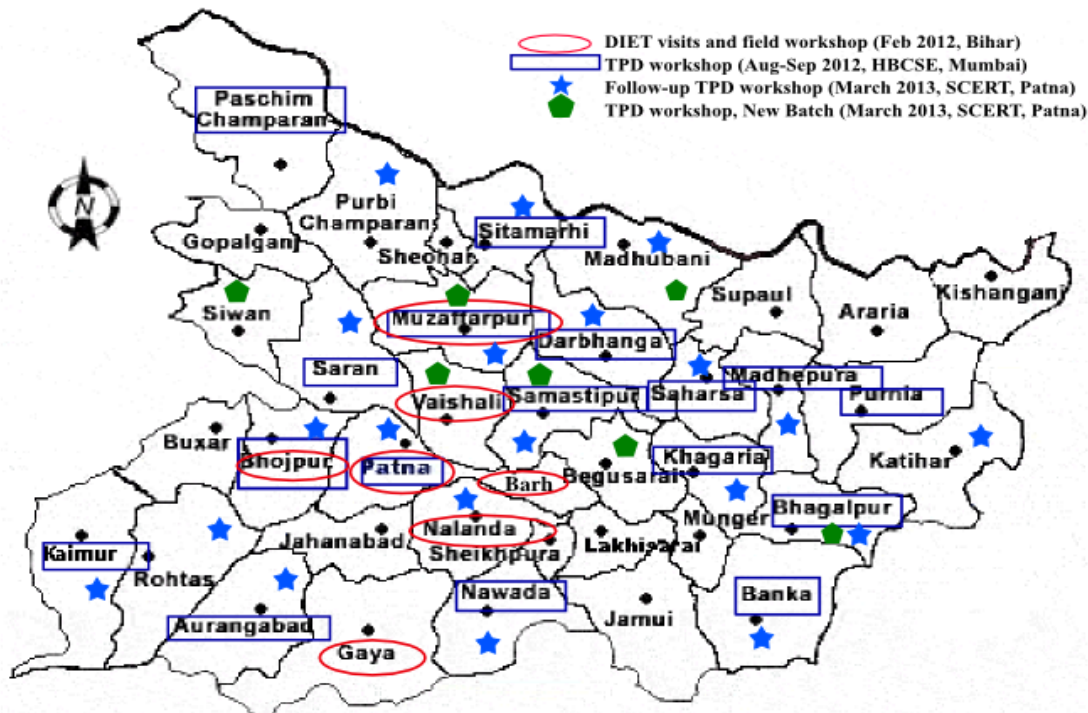 DIET visits and field workshop (Feb 2012, Bihar)
TPD workshop (Aug-Sep 2012, HBCSE, Mumbai)
Follow-up TPD workshop (March 2013, SCERT, Patna)
TPD workshop, New Batch (March 2013, SCERT, Patna)
Paschim
Champaran
N
Purbi
Champaran
Gopalganj
Sheohar
Sitamarhi
Madhubani
Supaul
Araria
Kishanganj
Siwan
Muzaffarpur
Darbhanga
Saran
Vaishali
Samastipur
Saharsa
Madhepura
Purnia
Buxar
Bhojpur
Patna
Barh
Begusarai
Khagaria
Katihar
Nalanda
Bhagalpur
Munger
Jahanabad
Sheikhpura
Lakhisarai
Kaimur
Rohtas
Nawada
Banka
Jamui
Aurangabad
Gaya